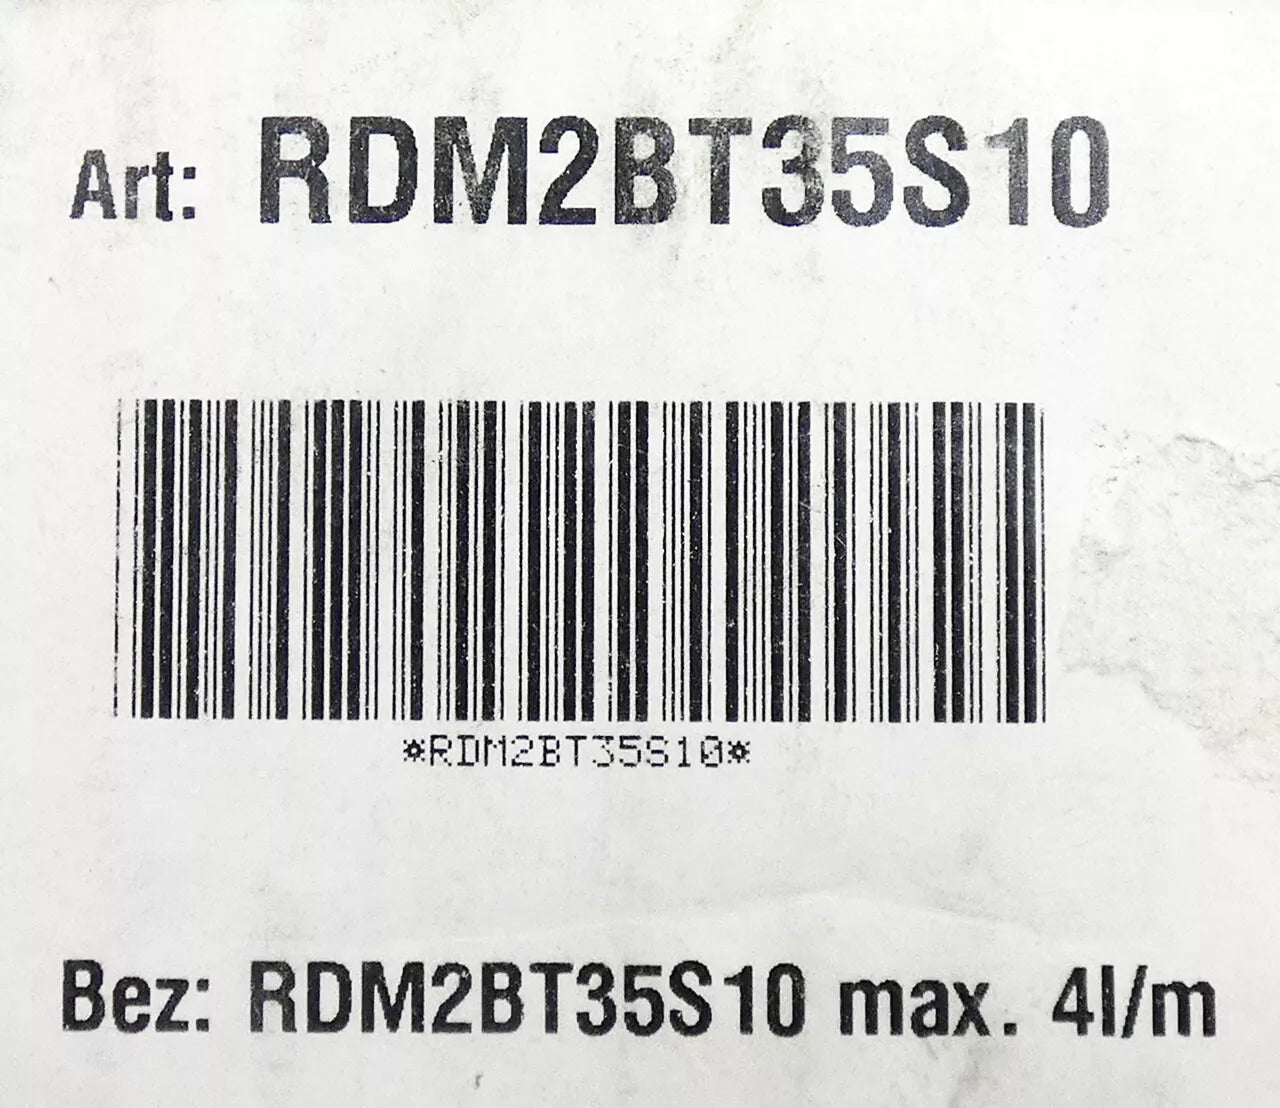 Art: RDM2BT35S10
*RDM2BT35S10*
Bez: RDM2BT35S10 max. 4l/m